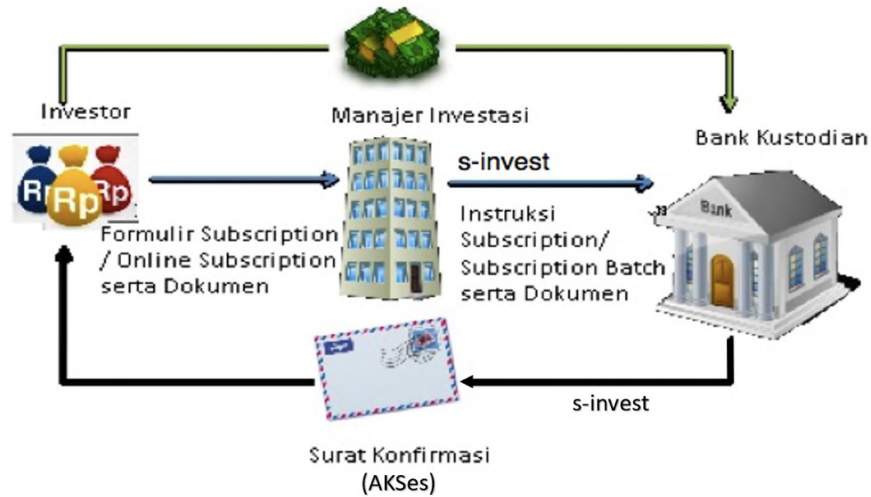 Investor
Manajer Investasi
Bank Kustodian
Rp
Rp
Rp
s-invest
Bank
Formulir Subscription
/ Online Subscription
serta Dokumen
Instruksi
Subscription/
Subscription Batch
serta Dokumen
s-invest
Surat Konfirmasi
(AKSes)